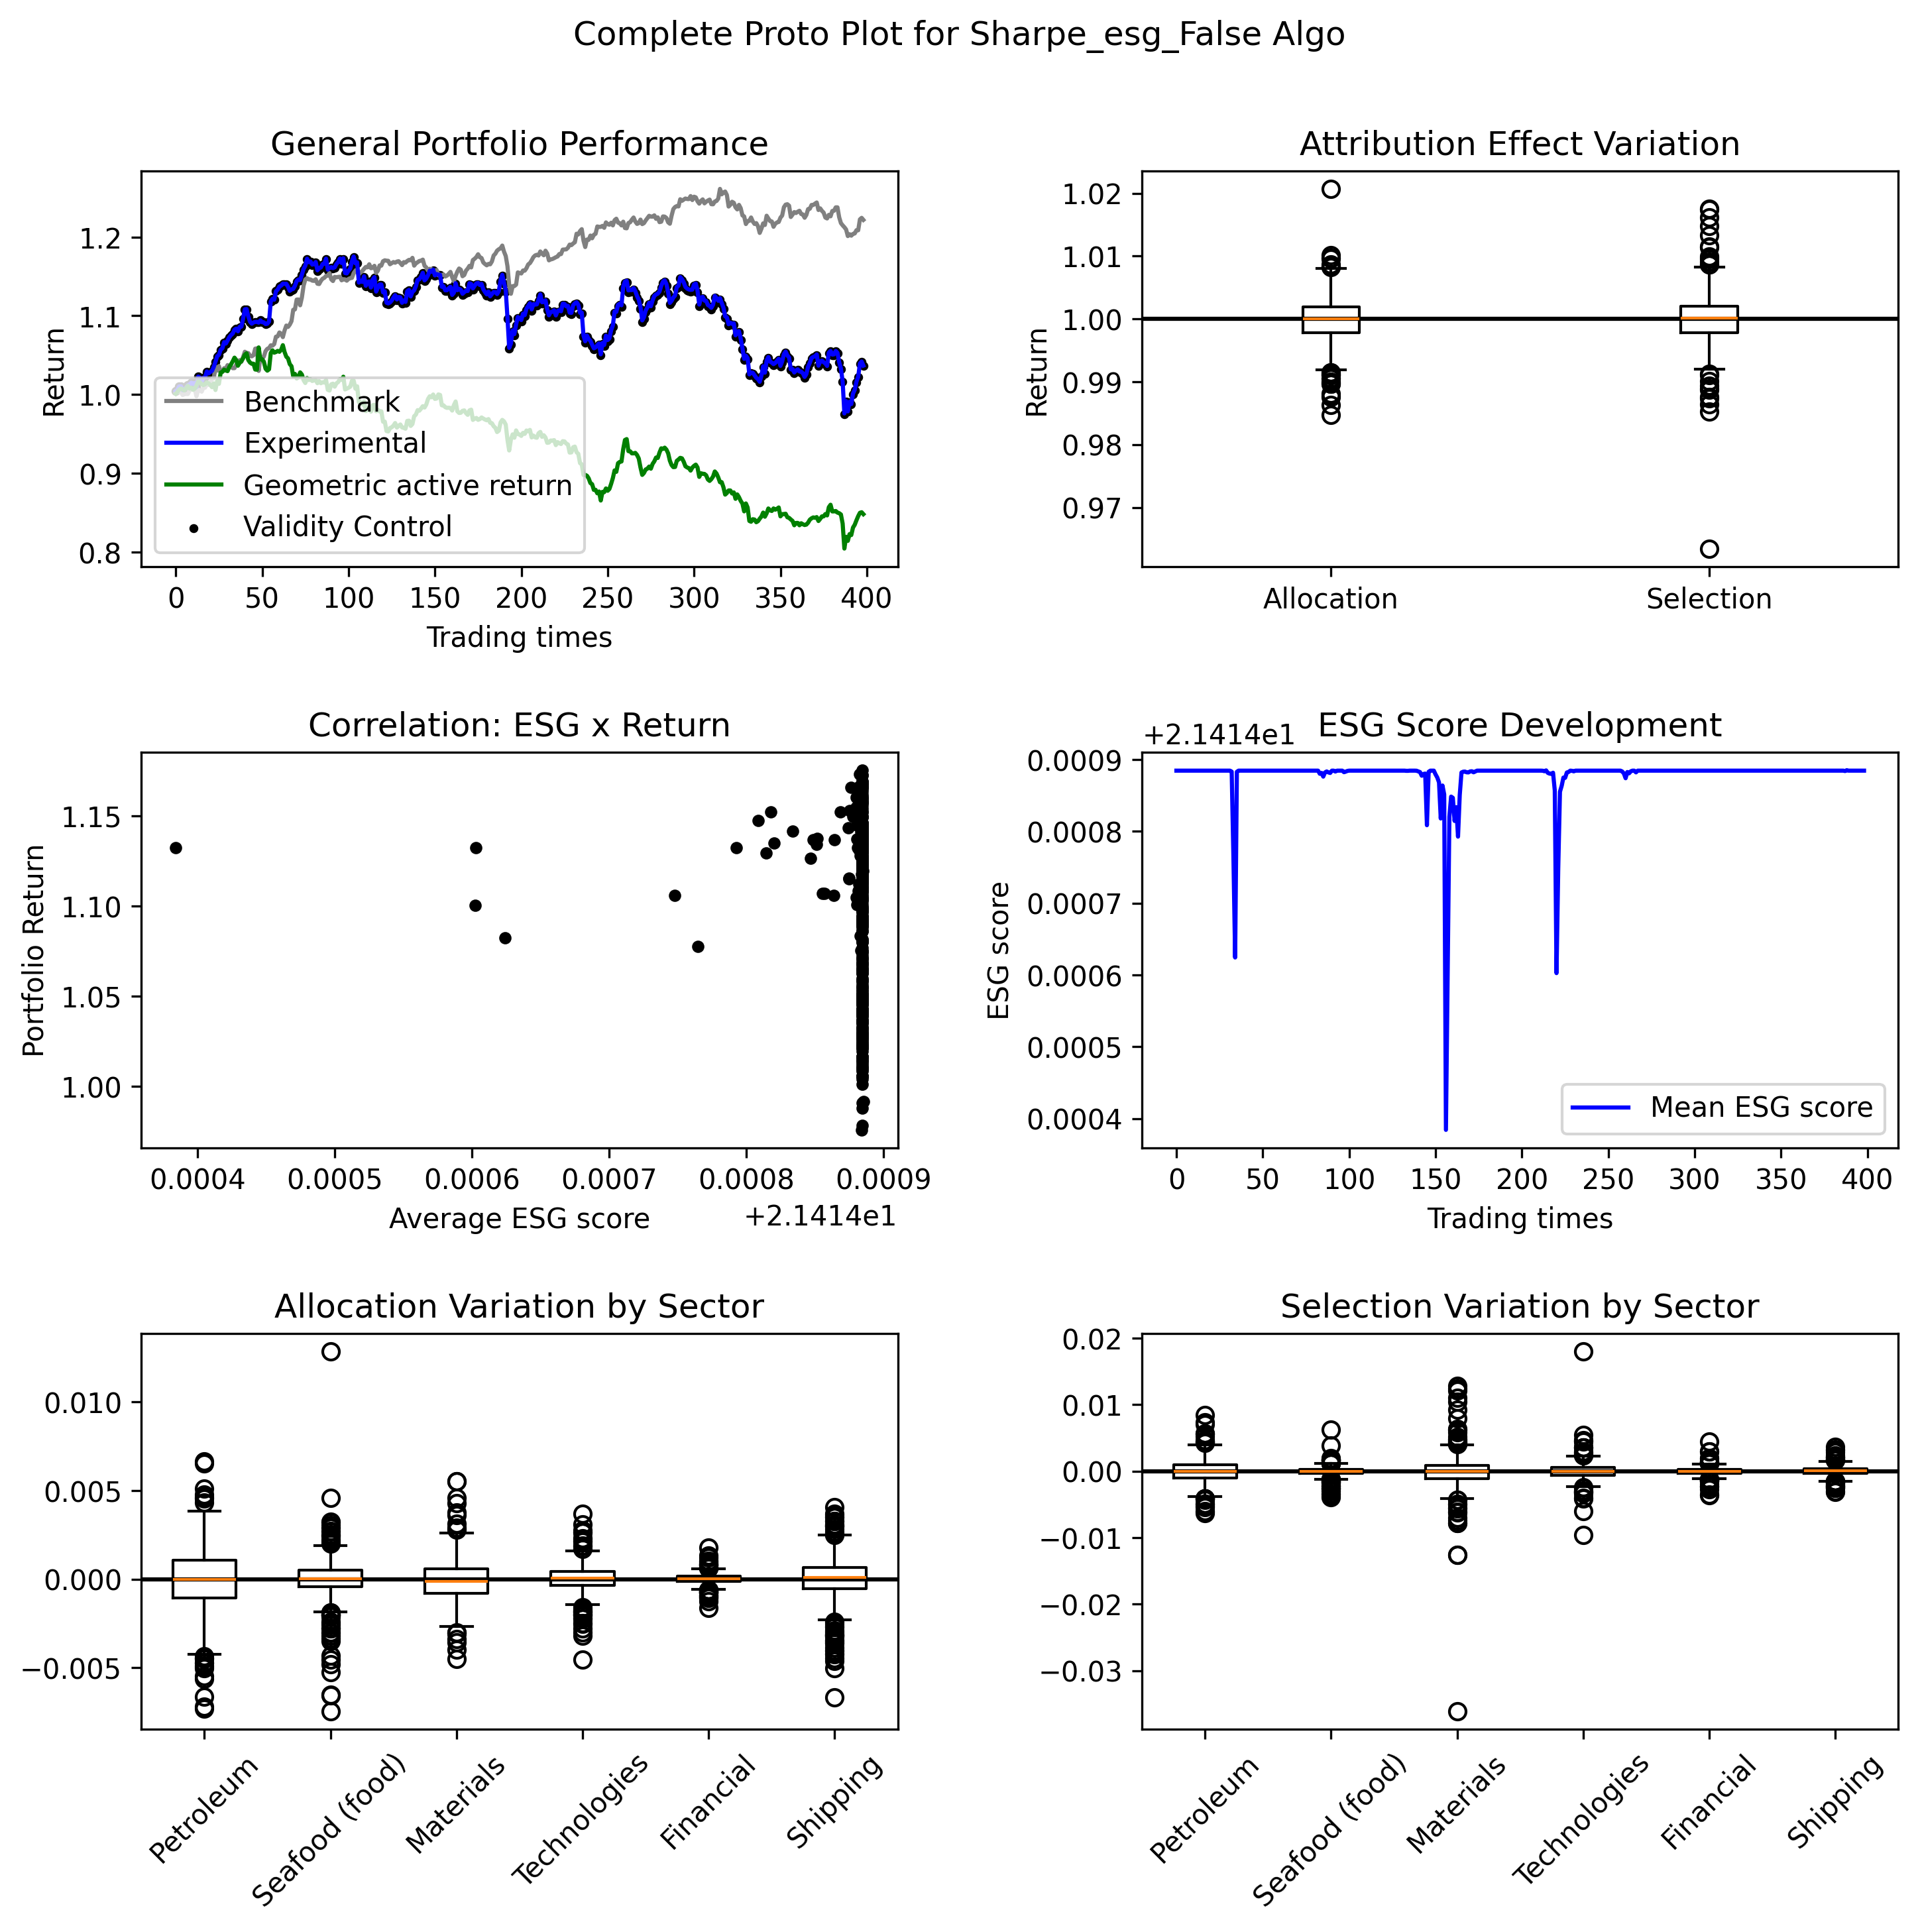 Complete Proto Plot for Sharpe_esg_False Algo
General Portfolio Performance
Return
1.2
1.1
1.0
0.9
0.8
Benchmark
Experimental
Geometric active return
Validity Control
0 50 100 150 200 250 300 350 400
Trading times
Attribution Effect Variation
Return
1.02
1.01
1.00
0.99
0.98
0.97
Allocation Selection
Correlation: ESG x Return
Portfolio Return
1.15
1.10
1.05
1.00
0.0004 0.0005 0.0006 0.0007 0.0008 0.0009
Average ESG score
+2.1414e1
ESG Score Development
+2.1414e1
ESG score
0.0009
0.0008
0.0007
0.0006
0.0005
0.0004
Mean ESG score
0 50 100 150 200 250 300 350 400
Trading times
Allocation Variation by Sector
0.010
0.005
0.000
−0.005
Petroleum
Seafood (food)
Materials
Technologies
Financial
Shipping
Selection Variation by Sector
0.02
0.01
0.00
−0.01
−0.02
−0.03
Petroleum
Seafood (food)
Materials
Technologies
Financial
Shipping